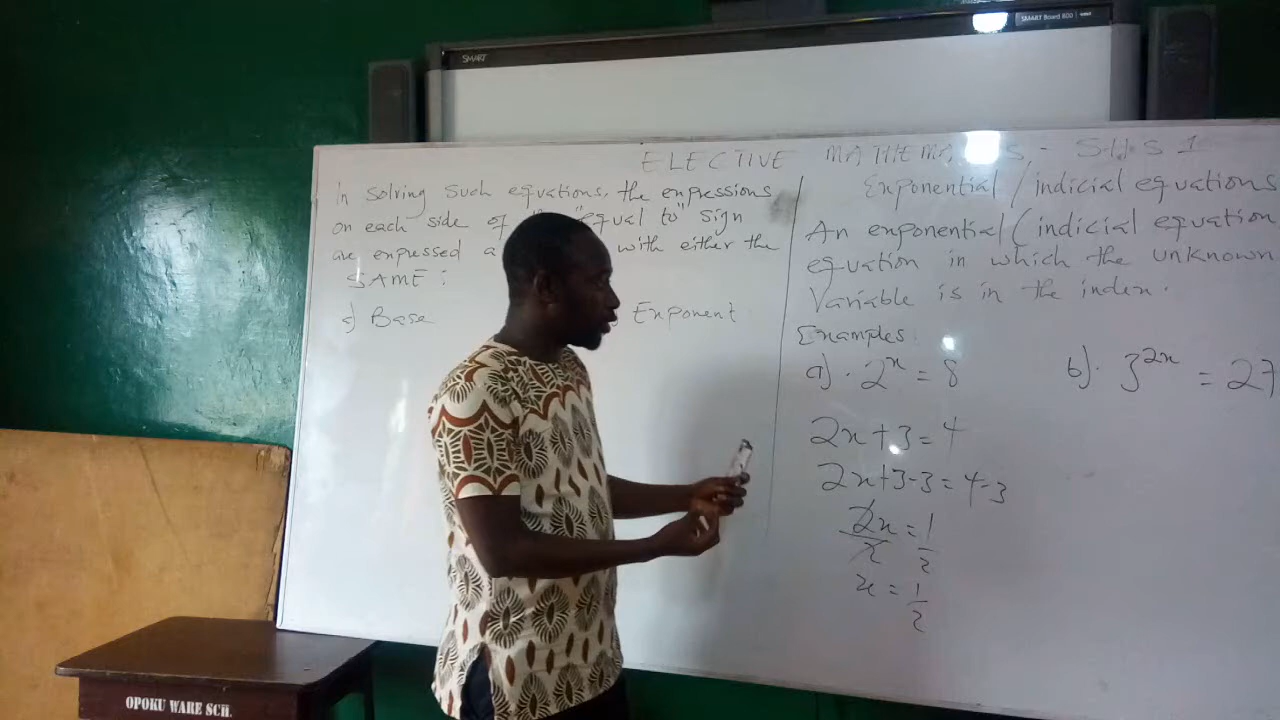 SMART
SMART Board 600
ELECTIVE MATHEMA S - S.H.S 1
In solving such equations, the expressions
on each side of "equal to" sign
are expressed with either the
SAME :
a) Base Exponent
Exponential / indicial equations
An exponential (indicial equation
equation in which the unknown
Variable is in the index.
Examples:
a). 2^x = 8 b). 3^2x = 27
2x + 3 = 4
2x+3-3 = 4-3
2x/2 = 1/2
x = 1/2
OPOKU WARE SCH.